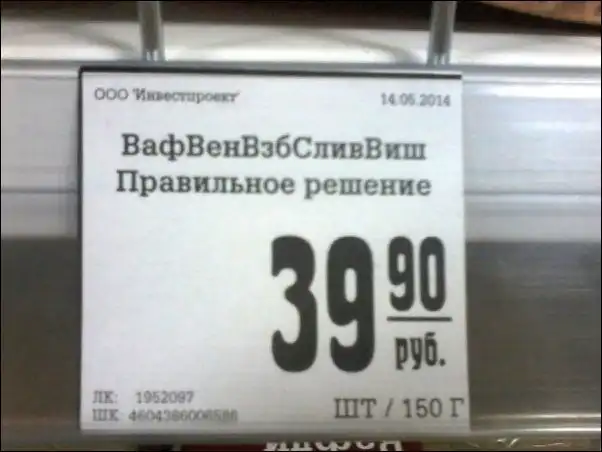 ООО 'Инвестпроект' 14.05.2014
ВафВенВзбСливВиш
Правильное решение
39 90
руб.
ЛК: 1952097
ШК: 4604386006586 ШТ / 150 Г